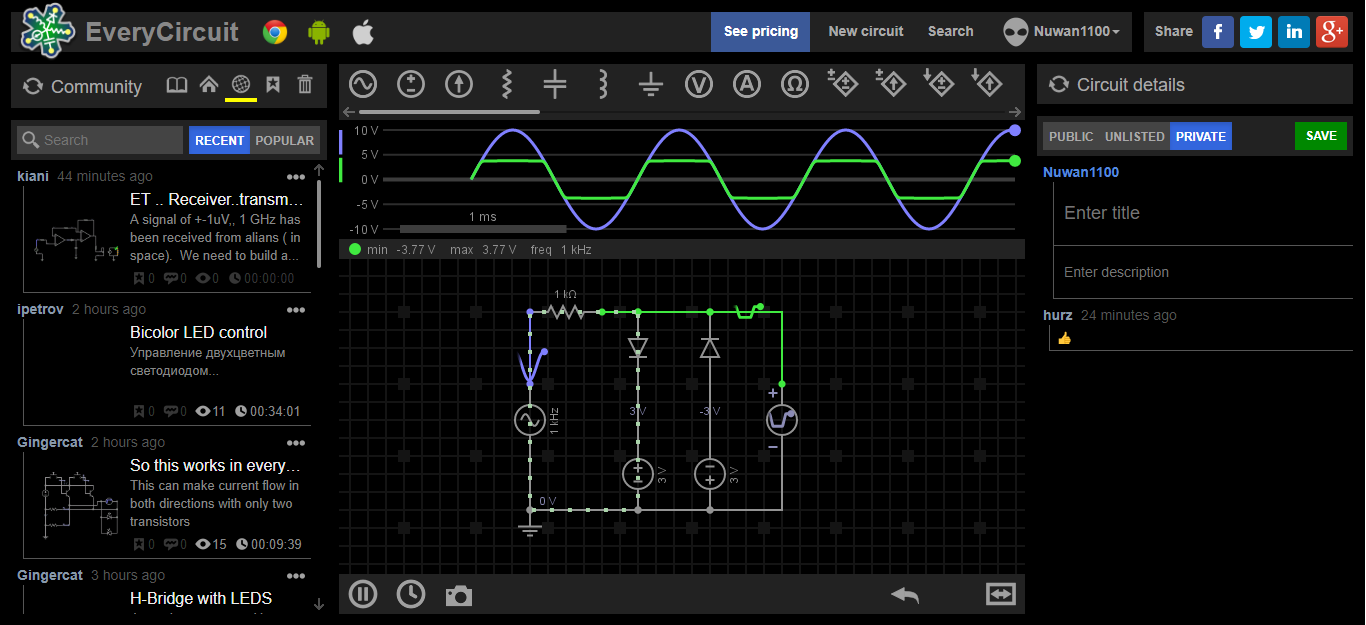 EveryCircuit
See pricing
New circuit
Search
Nuwan1100
Share
Community
Search
RECENT
POPULAR
kiani 44 minutes ago
ET .. Receiver..transm...
A signal of +-1uV,, 1 GHz has
been received from alians ( in
space). We need to build a...
0 0 0 00:00:00
ipetrov 2 hours ago
Bicolor LED control
Управление двухцветным
светодиодом...
0 0 11 00:34:01
Gingercat 2 hours ago
So this works in every...
This can make current flow in
both directions with only two
transistors
0 0 15 00:09:39
Gingercat 3 hours ago
H-Bridge with LEDS
V
A
Ω
10 V
5 V
0 V
-5 V
-10 V
1 ms
min -3.77 V max 3.77 V freq 1 kHz
1 kΩ
1 kHz
3 V
-3 V
3 V
3 V
0 V
Circuit details
PUBLIC
UNLISTED
PRIVATE
SAVE
Nuwan1100
Enter title
Enter description
hurz 24 minutes ago